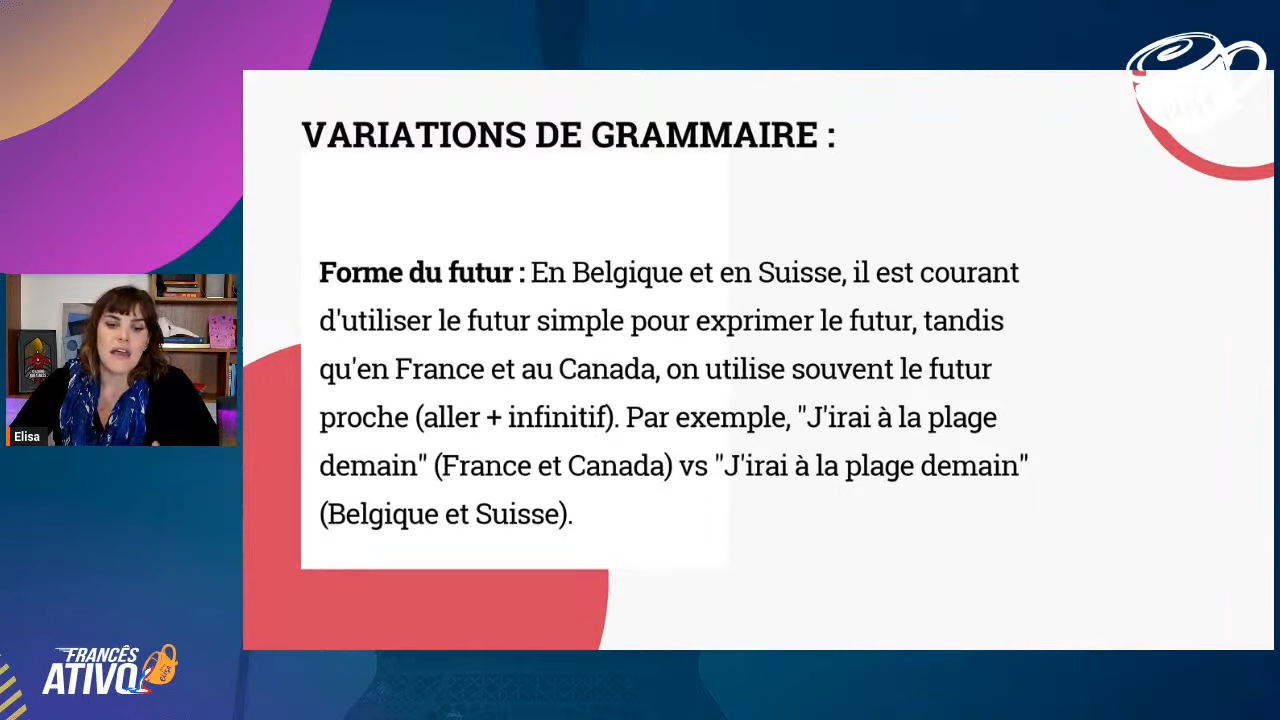 VARIATIONS DE GRAMMAIRE :
Forme du futur : En Belgique et en Suisse, il est courant
d'utiliser le futur simple pour exprimer le futur, tandis
qu'en France et au Canada, on utilise souvent le futur
proche (aller + infinitif). Par exemple, "J'irai à la plage
demain" (France et Canada) vs "J'irai à la plage demain"
(Belgique et Suisse).
Elisa
FRANCÊS
ATIVO